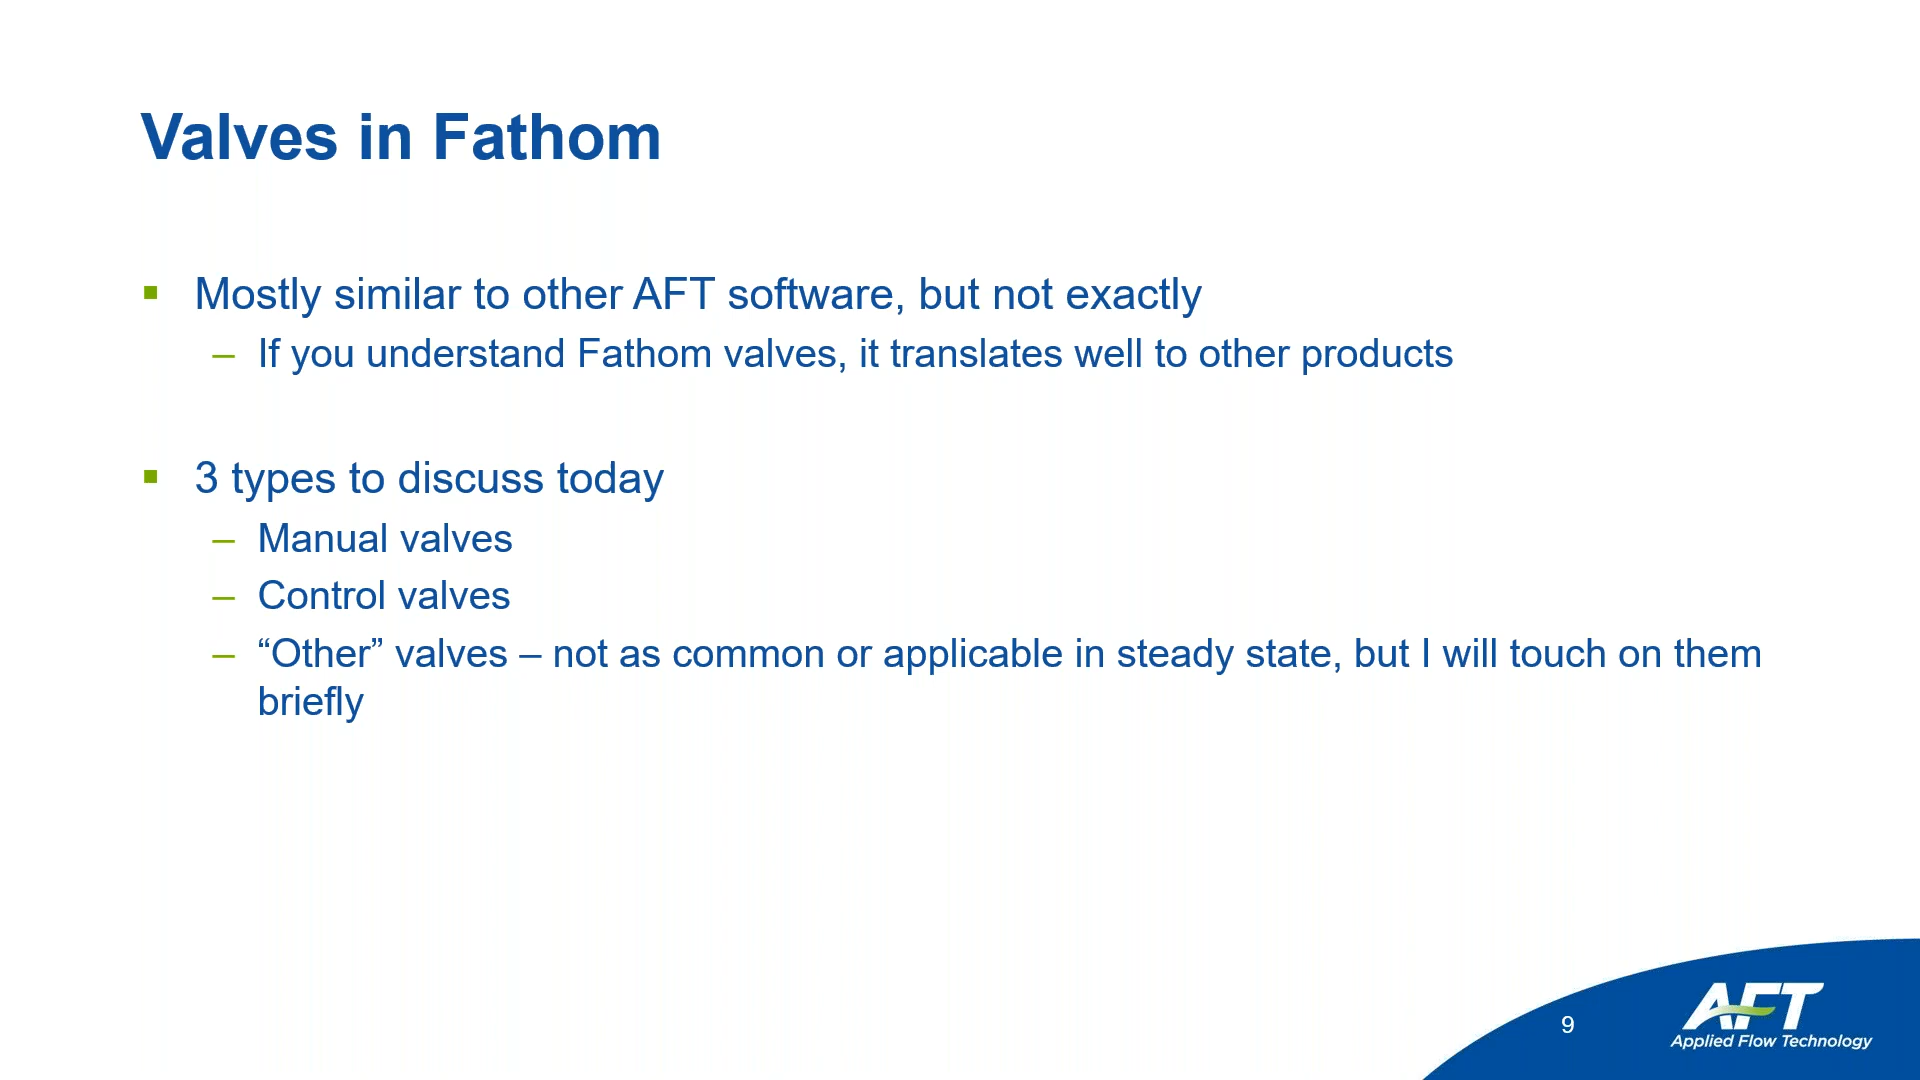 Valves in Fathom
▪ Mostly similar to other AFT software, but not exactly
– If you understand Fathom valves, it translates well to other products
▪ 3 types to discuss today
– Manual valves
– Control valves
– “Other” valves – not as common or applicable in steady state, but I will touch on them
briefly
9
AFT
Applied Flow Technology